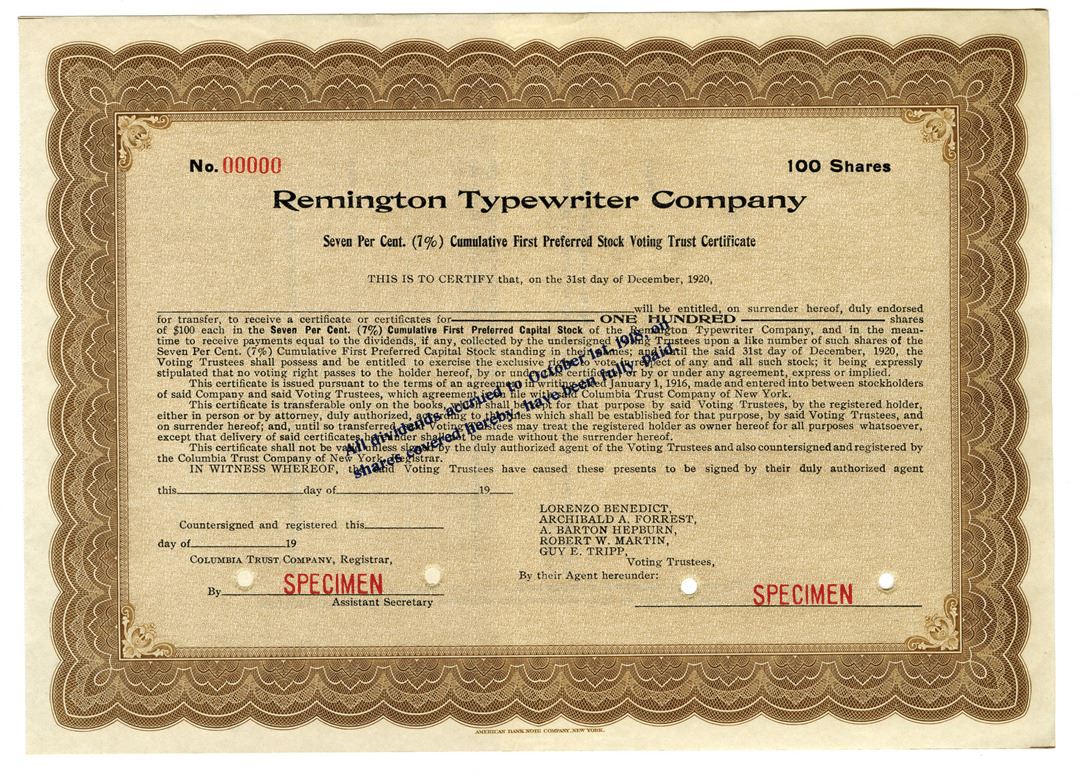 No. 00000
100 Shares
Remington Typewriter Company
Seven Per Cent. (7%) Cumulative First Preferred Stock Voting Trust Certificate
THIS IS TO CERTIFY that, on the 31st day of December, 1920,
will be entitled, on surrender hereof, duly endorsed
for transfer, to receive a certificate or certificates for ONE HUNDRED shares
of $100 each in the Seven Per Cent. (7%) Cumulative First Preferred Capital Stock of the Remington Typewriter Company, and in the mean-
time to receive payments equal to the dividends, if any, collected by the undersigned Voting Trustees upon a like number of such shares of the
Seven Per Cent. (7%) Cumulative First Preferred Capital Stock standing in their names; and until the said 31st day of December, 1920, the
Voting Trustees shall possess and be entitled to exercise the exclusive right to vote in respect of any and all such stock; it being expressly
stipulated that no voting right passes to the holder hereof, by or under this certificate or by or under any agreement, express or implied.
This certificate is issued pursuant to the terms of an agreement in writing dated January 1, 1916, made and entered into between stockholders
of said Company and said Voting Trustees, which agreement is on file with said Columbia Trust Company of New York.
This certificate is transferable only on the books, which shall be kept for that purpose by said Voting Trustees, by the registered holder,
either in person or by attorney, duly authorized, according to the rules which shall be established for that purpose, by said Voting Trustees, and
on surrender hereof; and, until so transferred, said Voting Trustees may treat the registered holder as owner hereof for all purposes whatsoever,
except that delivery of said certificates hereunder shall not be made without the surrender hereof.
This certificate shall not be valid unless signed by the duly authorized agent of the Voting Trustees and also countersigned and registered by
the Columbia Trust Company of New York, Registrar.
IN WITNESS WHEREOF, the said Voting Trustees have caused these presents to be signed by their duly authorized agent
this day of 19
All dividends accrued to October 1st, 1918, on
shares covered hereby, have been fully paid.
Countersigned and registered this
day of 19
COLUMBIA TRUST COMPANY, Registrar,
By SPECIMEN
Assistant Secretary
LORENZO BENEDICT,
ARCHIBALD A. FORREST,
A. BARTON HEPBURN,
ROBERT W. MARTIN,
GUY E. TRIPP,
Voting Trustees,
By their Agent hereunder:
SPECIMEN
AMERICAN BANK NOTE COMPANY, NEW YORK.